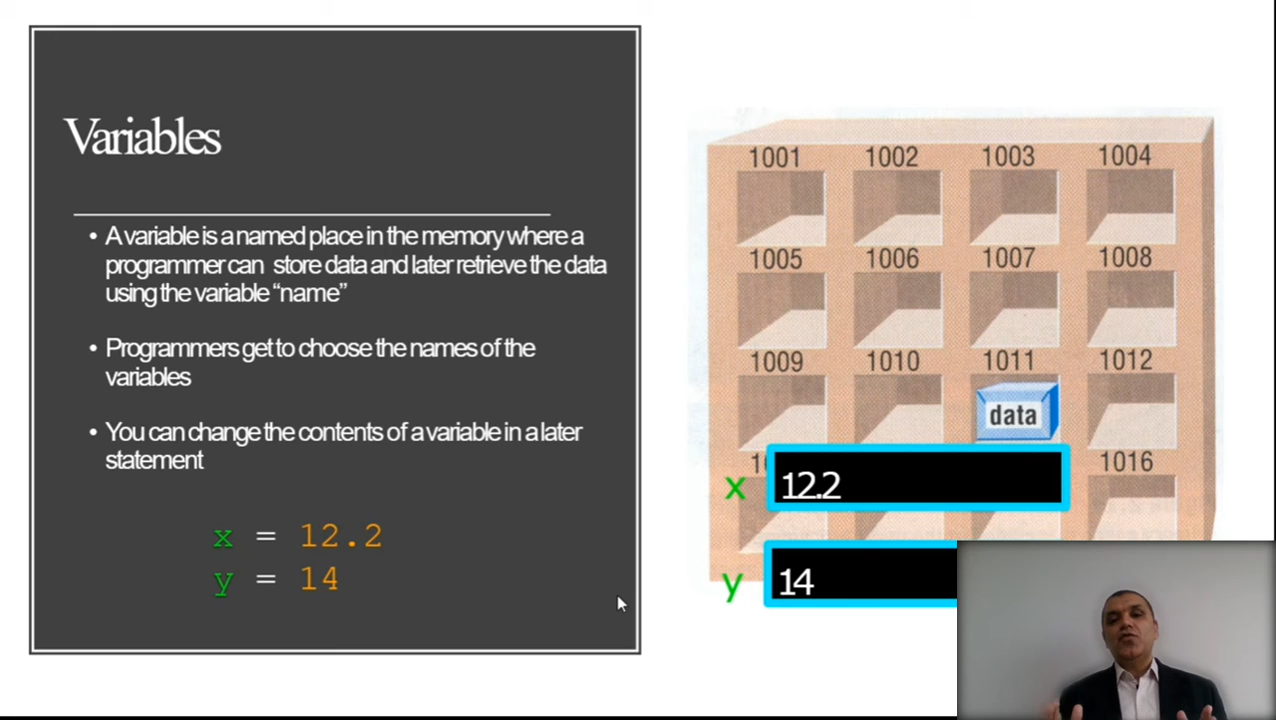 Variables
• A variable is a named place in the memory where a
programmer can store data and later retrieve the data
using the variable “name”
• Programmers get to choose the names of the
variables
• You can change the contents of a variable in a later
statement
x = 12.2
y = 14
1001 1002 1003 1004
1005 1006 1007 1008
1009 1010 1011 1012
data
1016
x 12.2
y 14